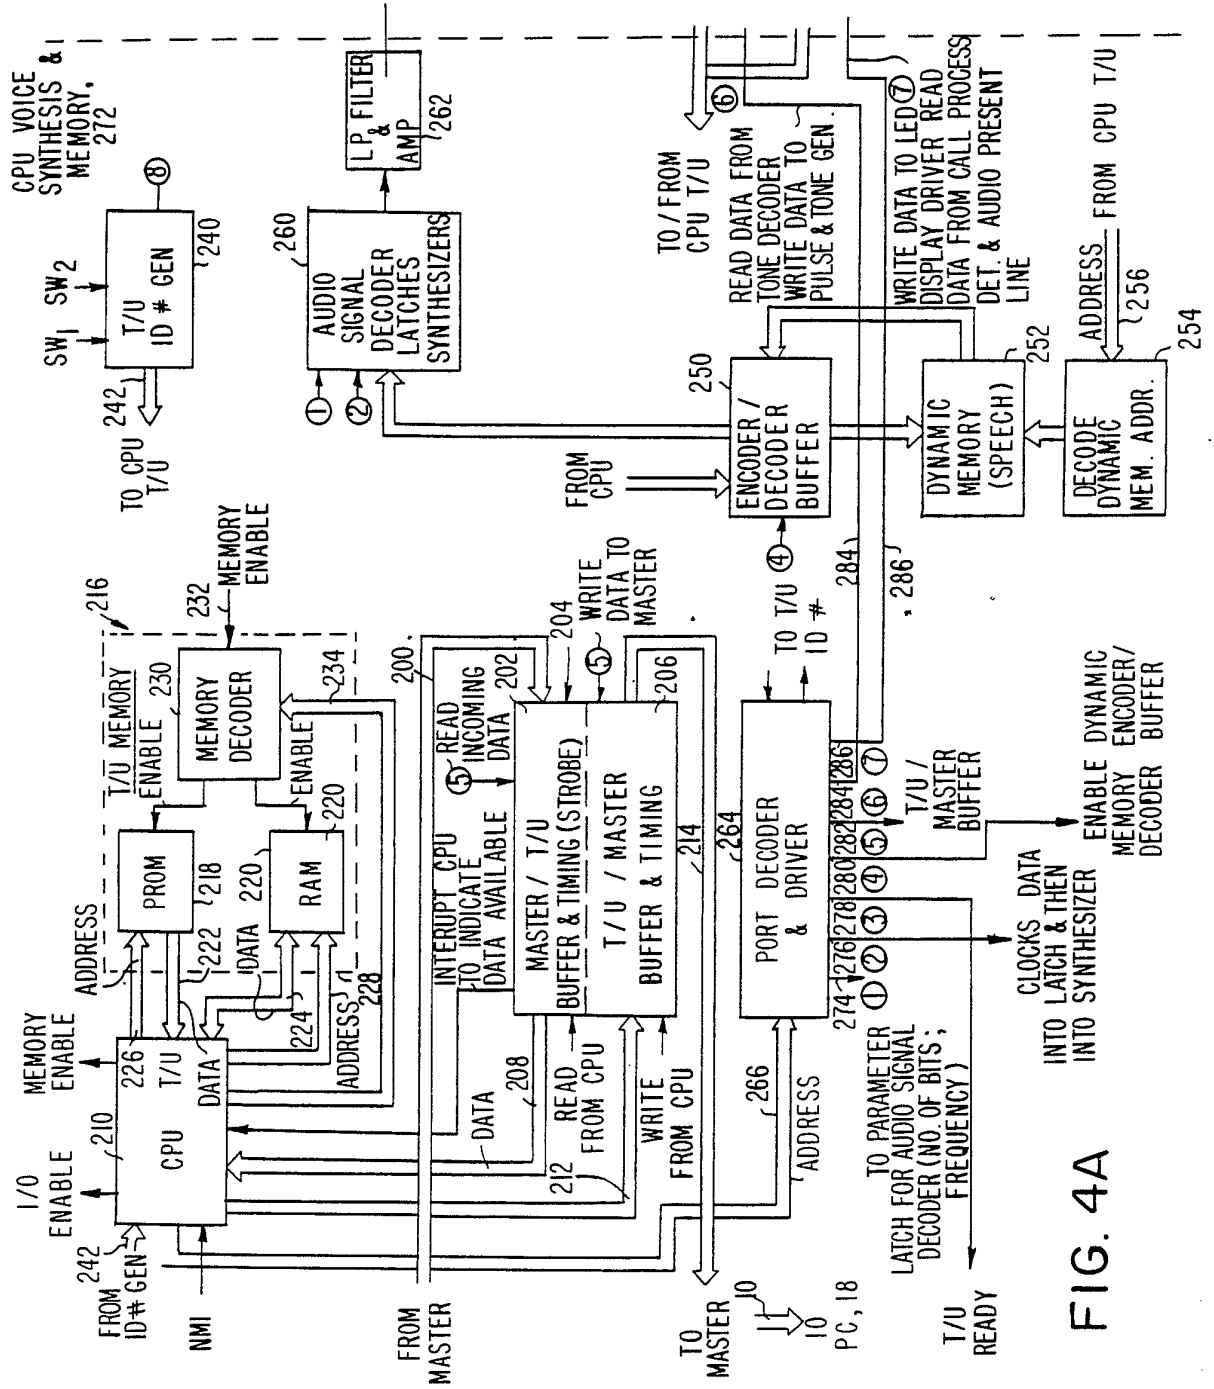 CPU VOICE
SYNTHESIS &
MEMORY,
272
SW1 SW2
T/U
ID # GEN
240
8
242
TO CPU
T/U
LP FILTER
&
AMP
262
260
AUDIO
SIGNAL
DECODER
LATCHES
SYNTHESIZERS
1
2
TO/FROM
CPU T/U
6
READ DATA FROM
TONE DECODER
WRITE DATA TO
PULSE & TONE GEN.
WRITE DATA TO LED 7
DISPLAY DRIVER READ
DATA FROM CALL PROCESS
DET. & AUDIO PRESENT
LINE
FROM
CPU
250
ENCODER/
DECODER
BUFFER
4
284
286
DYNAMIC
MEMORY
(SPEECH)
252
ADDRESS FROM CPU T/U
256
DECODE
DYNAMIC
MEM. ADDR.
254
216
T/U MEMORY
232
MEMORY
ENABLE
230
MEMORY
DECODER
ENABLE
ENABLE
234
PROM
218
220
220
RAM
ADDRESS
222
DATA
224
ADDRESS
228
MEMORY
ENABLE
I/O
ENABLE
210
226
T/U
DATA
CPU
242
FROM
ID# GEN
NMI
200
FROM
MASTER
INTERUPT CPU
TO INDICATE
DATA AVAILABLE
5
READ
INCOMING
DATA
202
204
5
WRITE
DATA TO
MASTER
MASTER / T/U
BUFFER & TIMING (STROBE)
T/U / MASTER
BUFFER & TIMING
206
208
DATA
READ
FROM CPU
212
WRITE
FROM CPU
214
TO
MASTER
10
10
PC, 18
264
PORT DECODER
& DRIVER
TO T/U
ID #
266
ADDRESS
274 276 278 280 282 284 286
1 2 3 4 5 6 7
T/U /
MASTER
BUFFER
ENABLE DYNAMIC
MEMORY ENCODER/
DECODER BUFFER
CLOCKS DATA
INTO LATCH & THEN
INTO SYNTHESIZER
TO PARAMETER
LATCH FOR AUDIO SIGNAL
DECODER (NO. OF BITS;
FREQUENCY)
T/U
READY
FIG. 4A